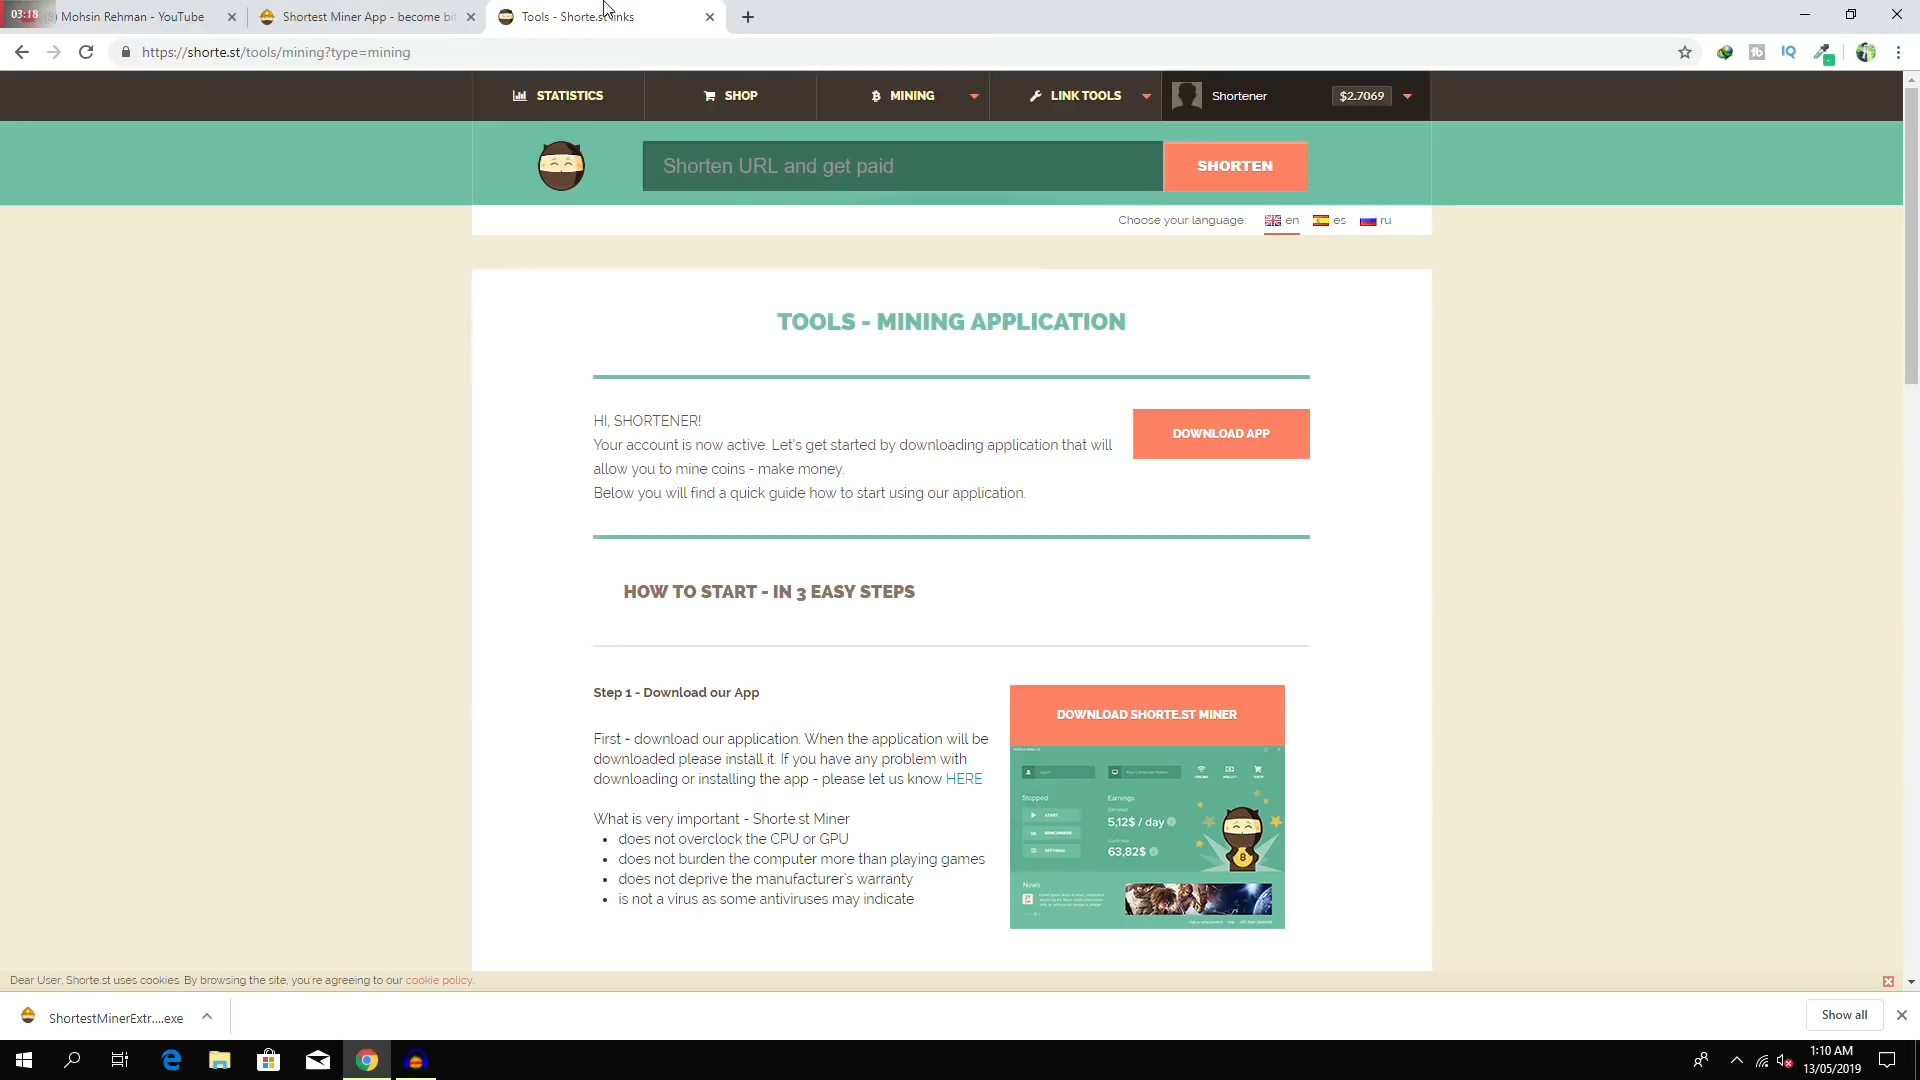 03:18
) Mohsin Rehman - YouTube
Shortest Miner App - become bit
Tools - Shorte.st links
https://shorte.st/tools/mining?type=mining
STATISTICS
SHOP
MINING
LINK TOOLS
Shortener
$2.7069
Shorten URL and get paid
SHORTEN
Choose your language:
en
es
ru
TOOLS - MINING APPLICATION
HI, SHORTENER!
Your account is now active. Let's get started by downloading application that will
allow you to mine coins - make money.
Below you will find a quick guide how to start using our application.
DOWNLOAD APP
HOW TO START - IN 3 EASY STEPS
Step 1 - Download our App
First - download our application. When the application will be
downloaded please install it. If you have any problem with
downloading or installing the app - please let us know HERE
What is very important - Shorte.st Miner
• does not overclock the CPU or GPU
• does not burden the computer more than playing games
• does not deprive the manufacturer's warranty
• is not a virus as some antiviruses may indicate
DOWNLOAD SHORTE.ST MINER
Stopped
START
BENCHMARK
SETTINGS
Earnings
5,12$ / day
63,82$
News
Dear User, Shorte.st uses cookies. By browsing the site, you're agreeing to our cookie policy.
ShortestMinerExtr....exe
Show all
1:10 AM
13/05/2019